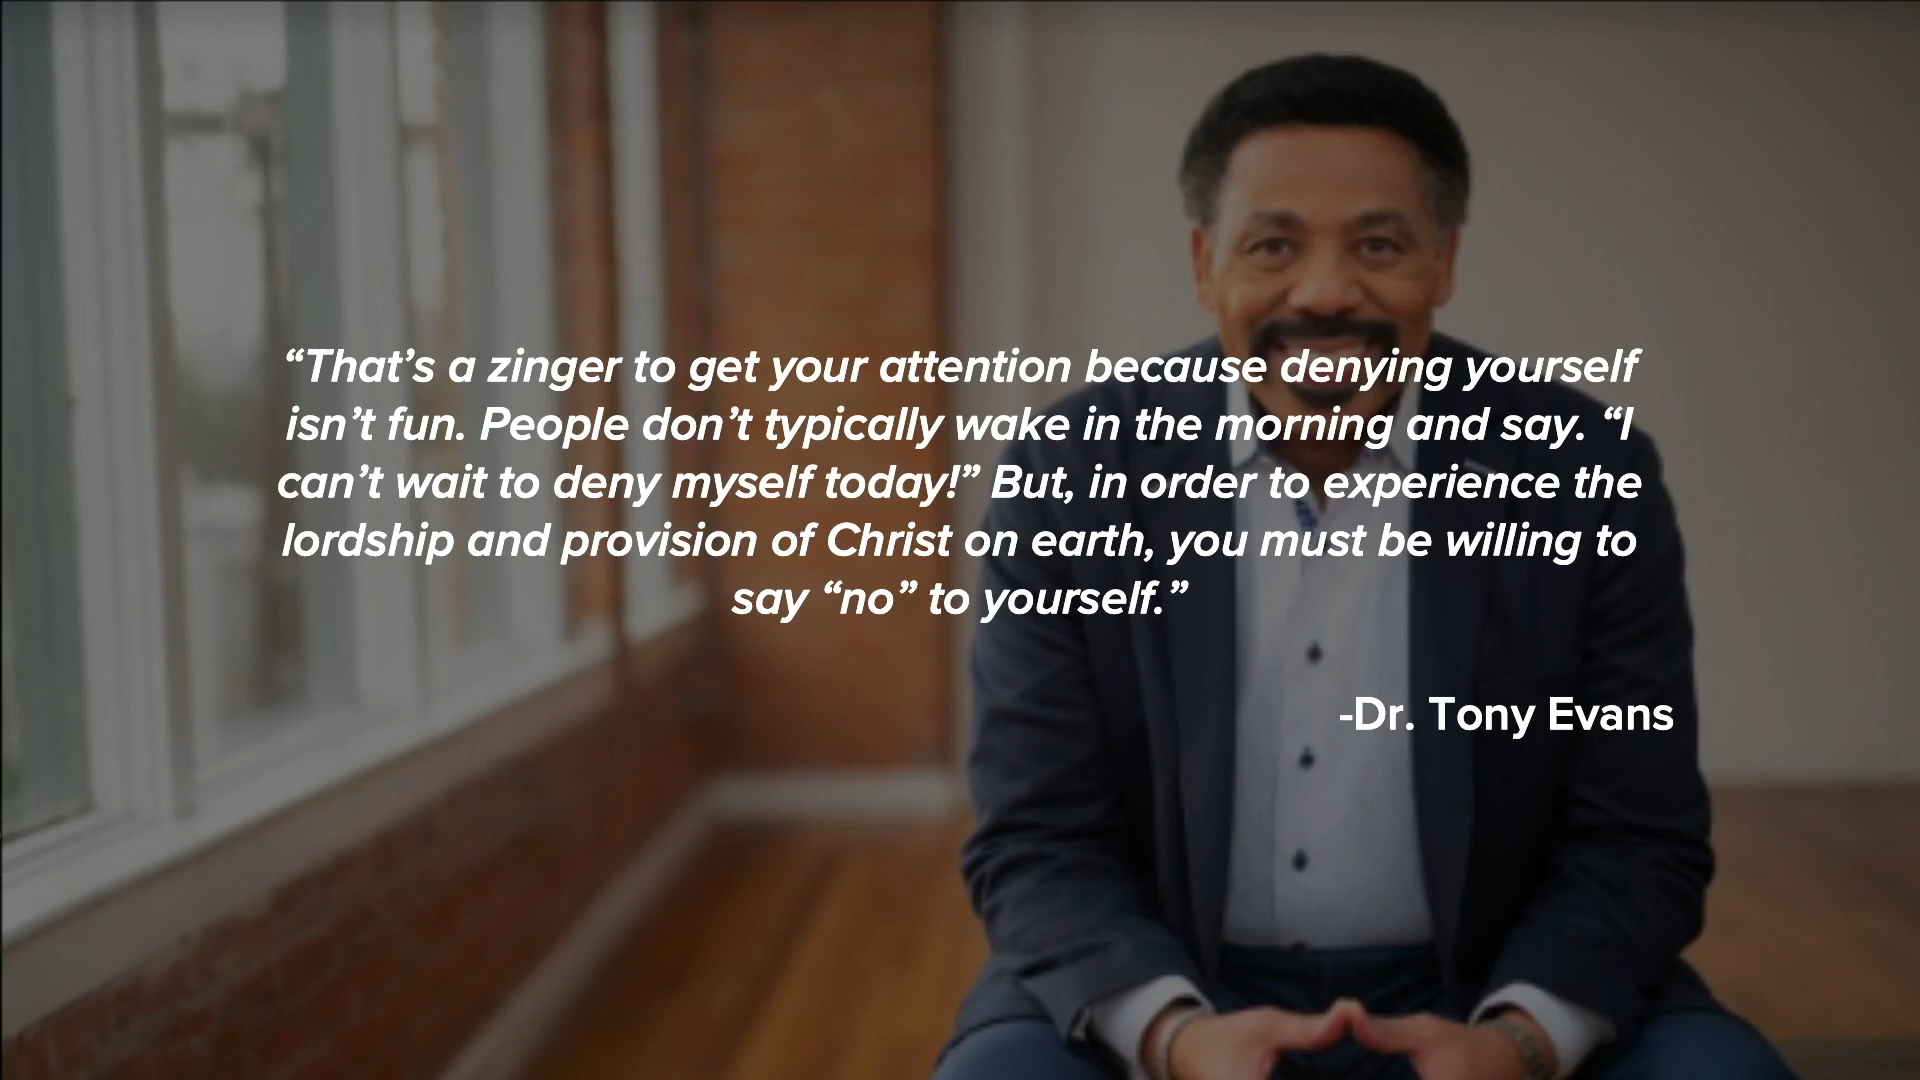 “That’s a zinger to get your attention because denying yourself
isn’t fun. People don’t typically wake in the morning and say. “I
can’t wait to deny myself today!” But, in order to experience the
lordship and provision of Christ on earth, you must be willing to
say “no” to yourself.”
-Dr. Tony Evans